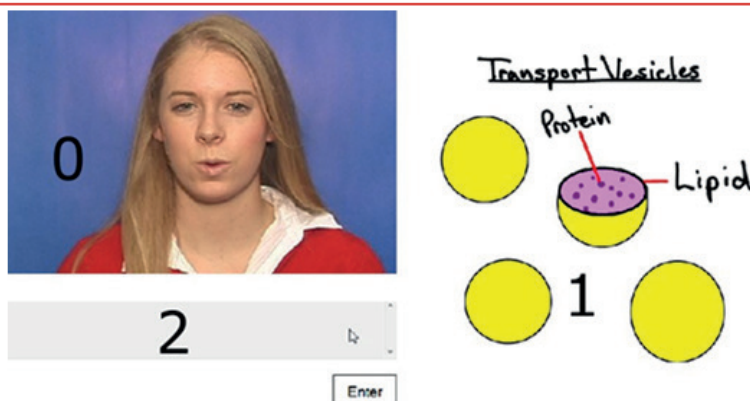 0
Transport Vesicles
Protein
Lipid
1
2
Enter